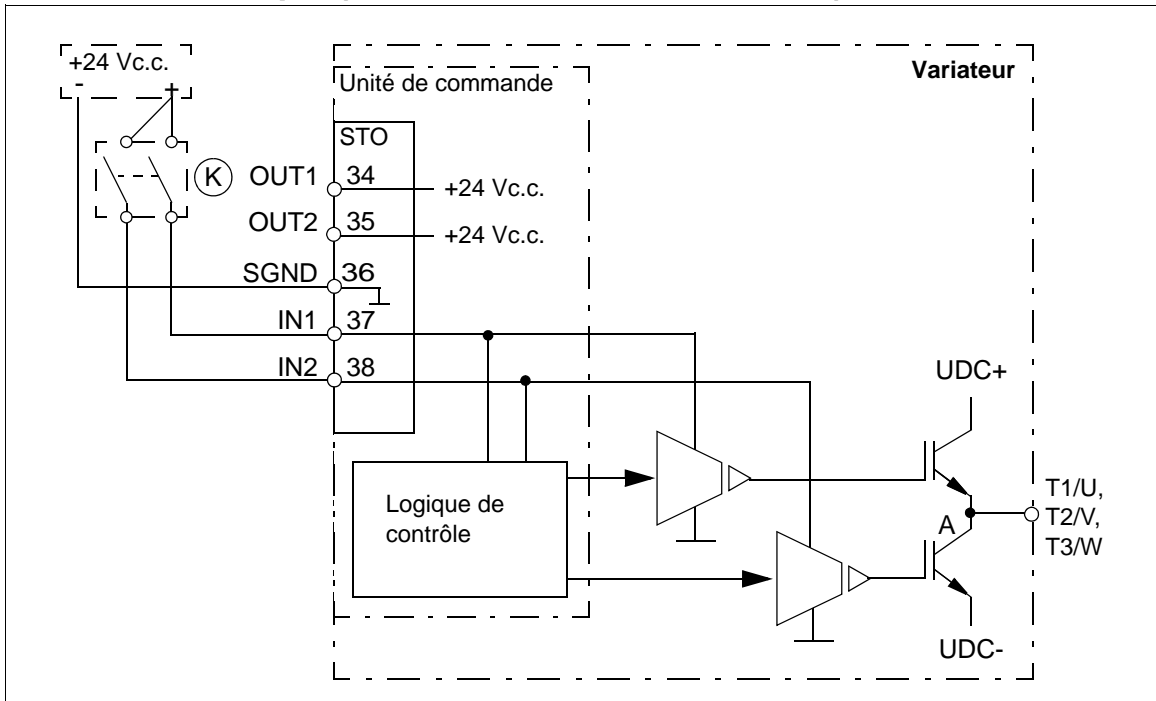 +24 Vc.c.
- +
Unité de commande
Variateur
STO
K
OUT1 34 +24 Vc.c.
OUT2 35 +24 Vc.c.
SGND 36
IN1 37
IN2 38
UDC+
Logique de
contrôle
T1/U,
A T2/V,
T3/W
UDC-